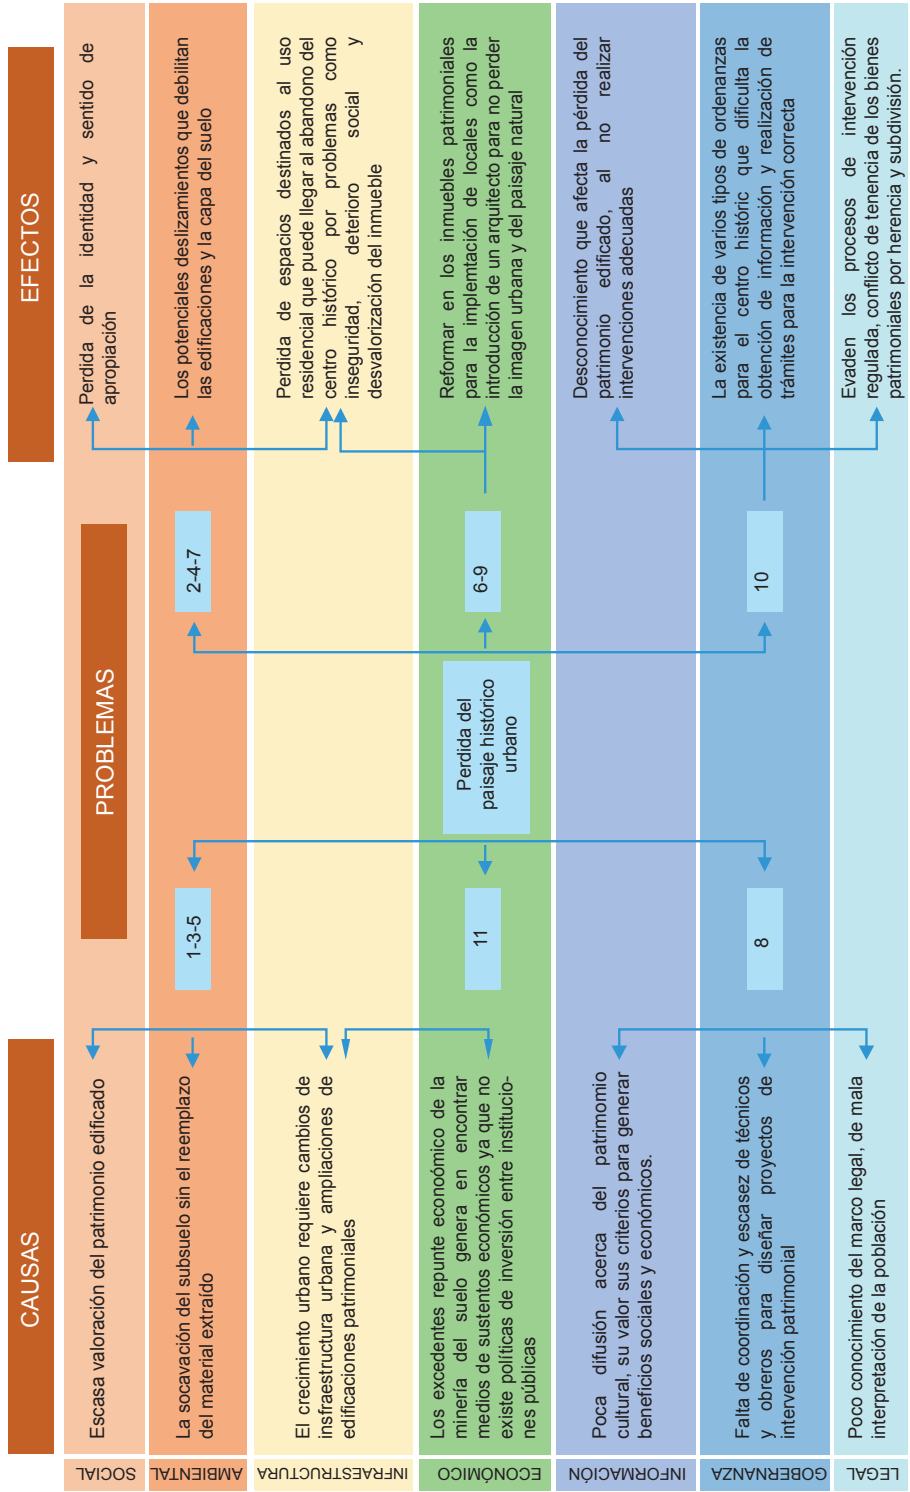 CAUSAS
PROBLEMAS
EFECTOS
SOCIAL
Escasa valoración del patrimonio edificado
Perdida de la identidad y sentido de
apropiación
AMBIENTAL
La socavación del subsuelo sin el reemplazo
del material extraído
1-3-5
2-4-7
Los potenciales deslizamientos que debilitan
las edificaciones y la capa del suelo
INFRAESTRUCTURA
El crecimiento urbano requiere cambios de
insfraestructura urbana y ampliaciones de
edificaciones patrimoniales
Perdida de espacios destinados al uso
residencial que puede llegar al abandono del
centro histórico por problemas como
inseguridad, deterioro social y
desvalorización del inmueble
ECONÓMICO
Los excedentes repunte econoómico de la
minería del suelo genera en encontrar
medios de sustentos económicos ya que no
existe políticas de inversión entre institucio-
nes públicas
11
Perdida del
paisaje histórico
urbano
6-9
Reformar en los inmuebles patrimoniales
para la implemtación de locales como la
introducción de un arquitecto para no perder
la imagen urbana y del paisaje natural
INFORMACIÓN
Poca difusión acerca del patrimomio
cultural, su valor sus criterios para generar
beneficios sociales y económicos.
Desconocimiento que afecta la pérdida del
patrimonio edificado, al no realizar
intervenciones adecuadas
GOBERNANZA
Falta de coordinación y escasez de técnicos
y obreros para diseñar proyectos de
intervención patrimonial
8
10
La existencia de varios tipos de ordenanzas
para el centro históric que dificulta la
obtención de información y realización de
trámites para la intervención correcta
LEGAL
Poco conocimiento del marco legal, de mala
interpretación de la población
Evaden los procesos de intervención
regulada, conflicto de tenencia de los bienes
patrimoniales por herencia y subdivisión.